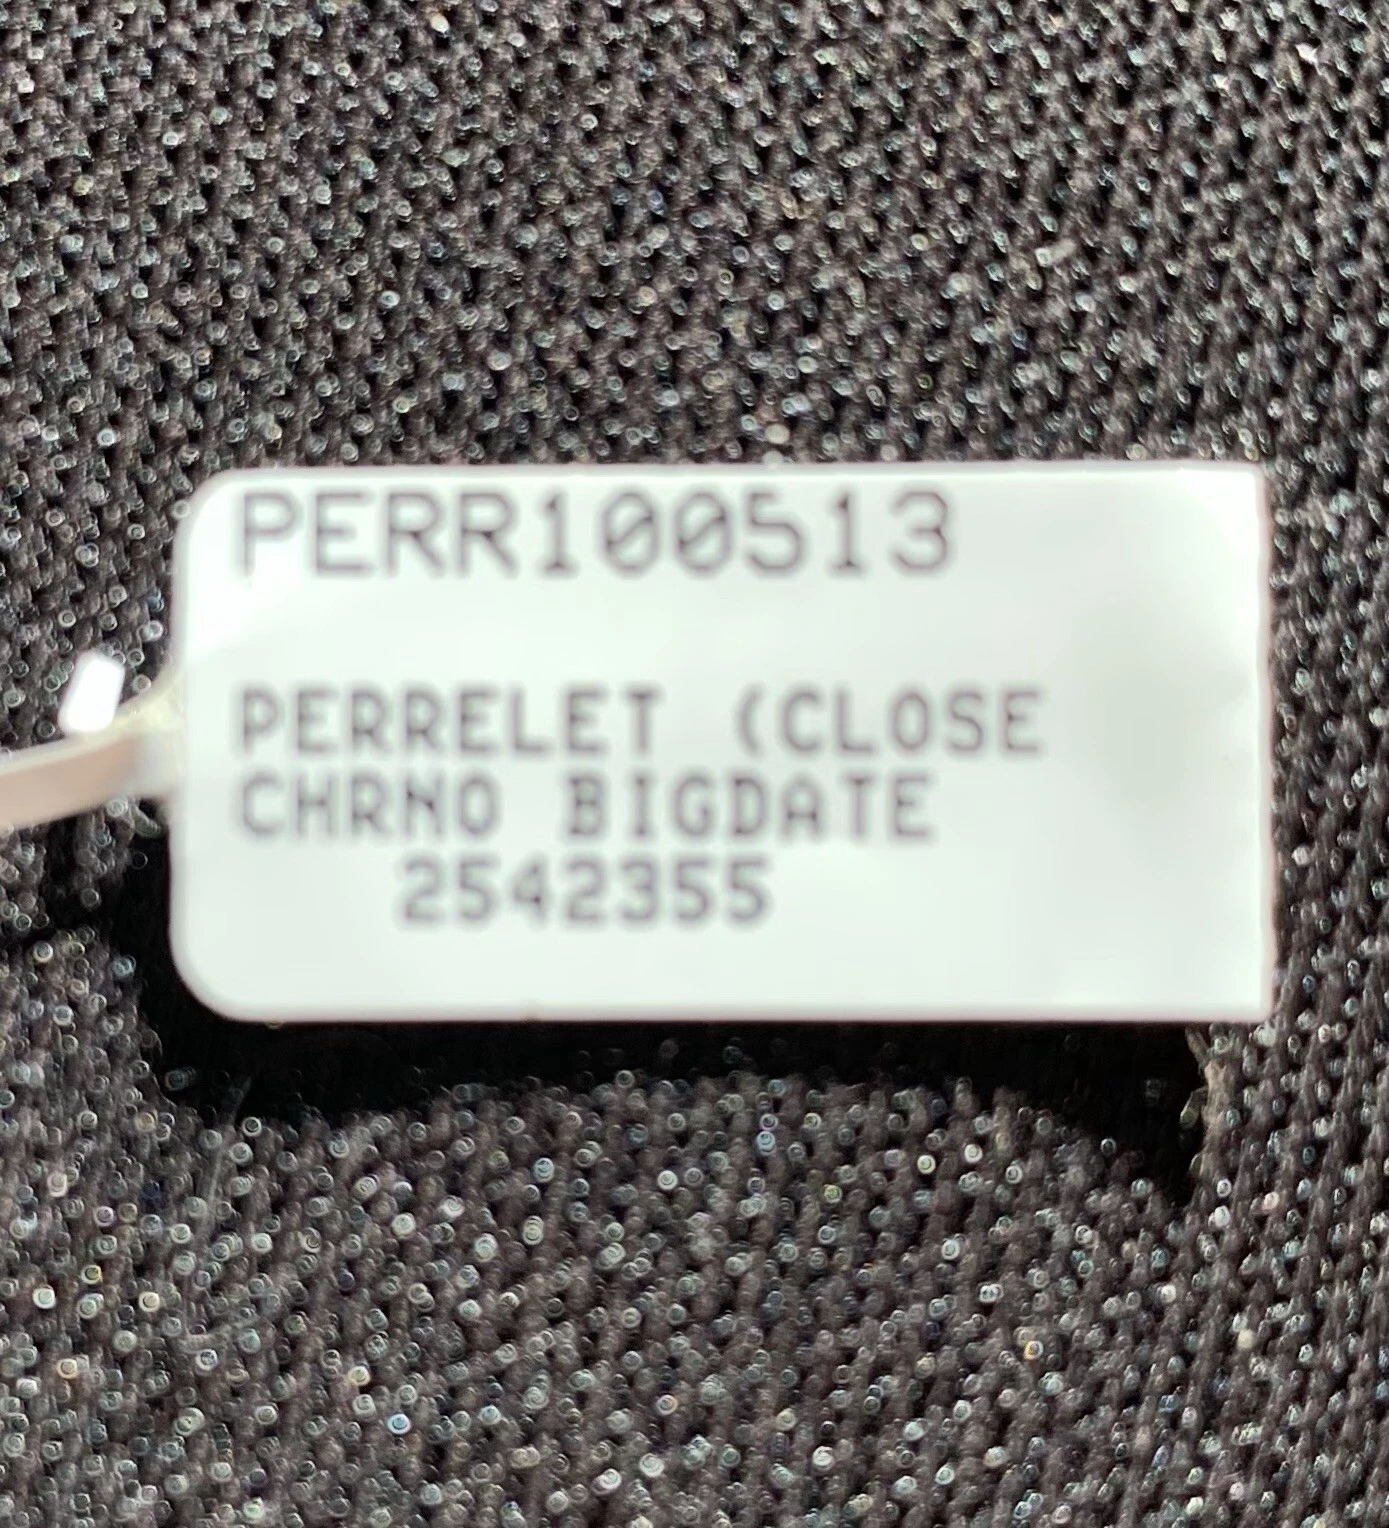 PERR100513
PERRELET (CLOSE
CHRNO BIGDATE
2542355